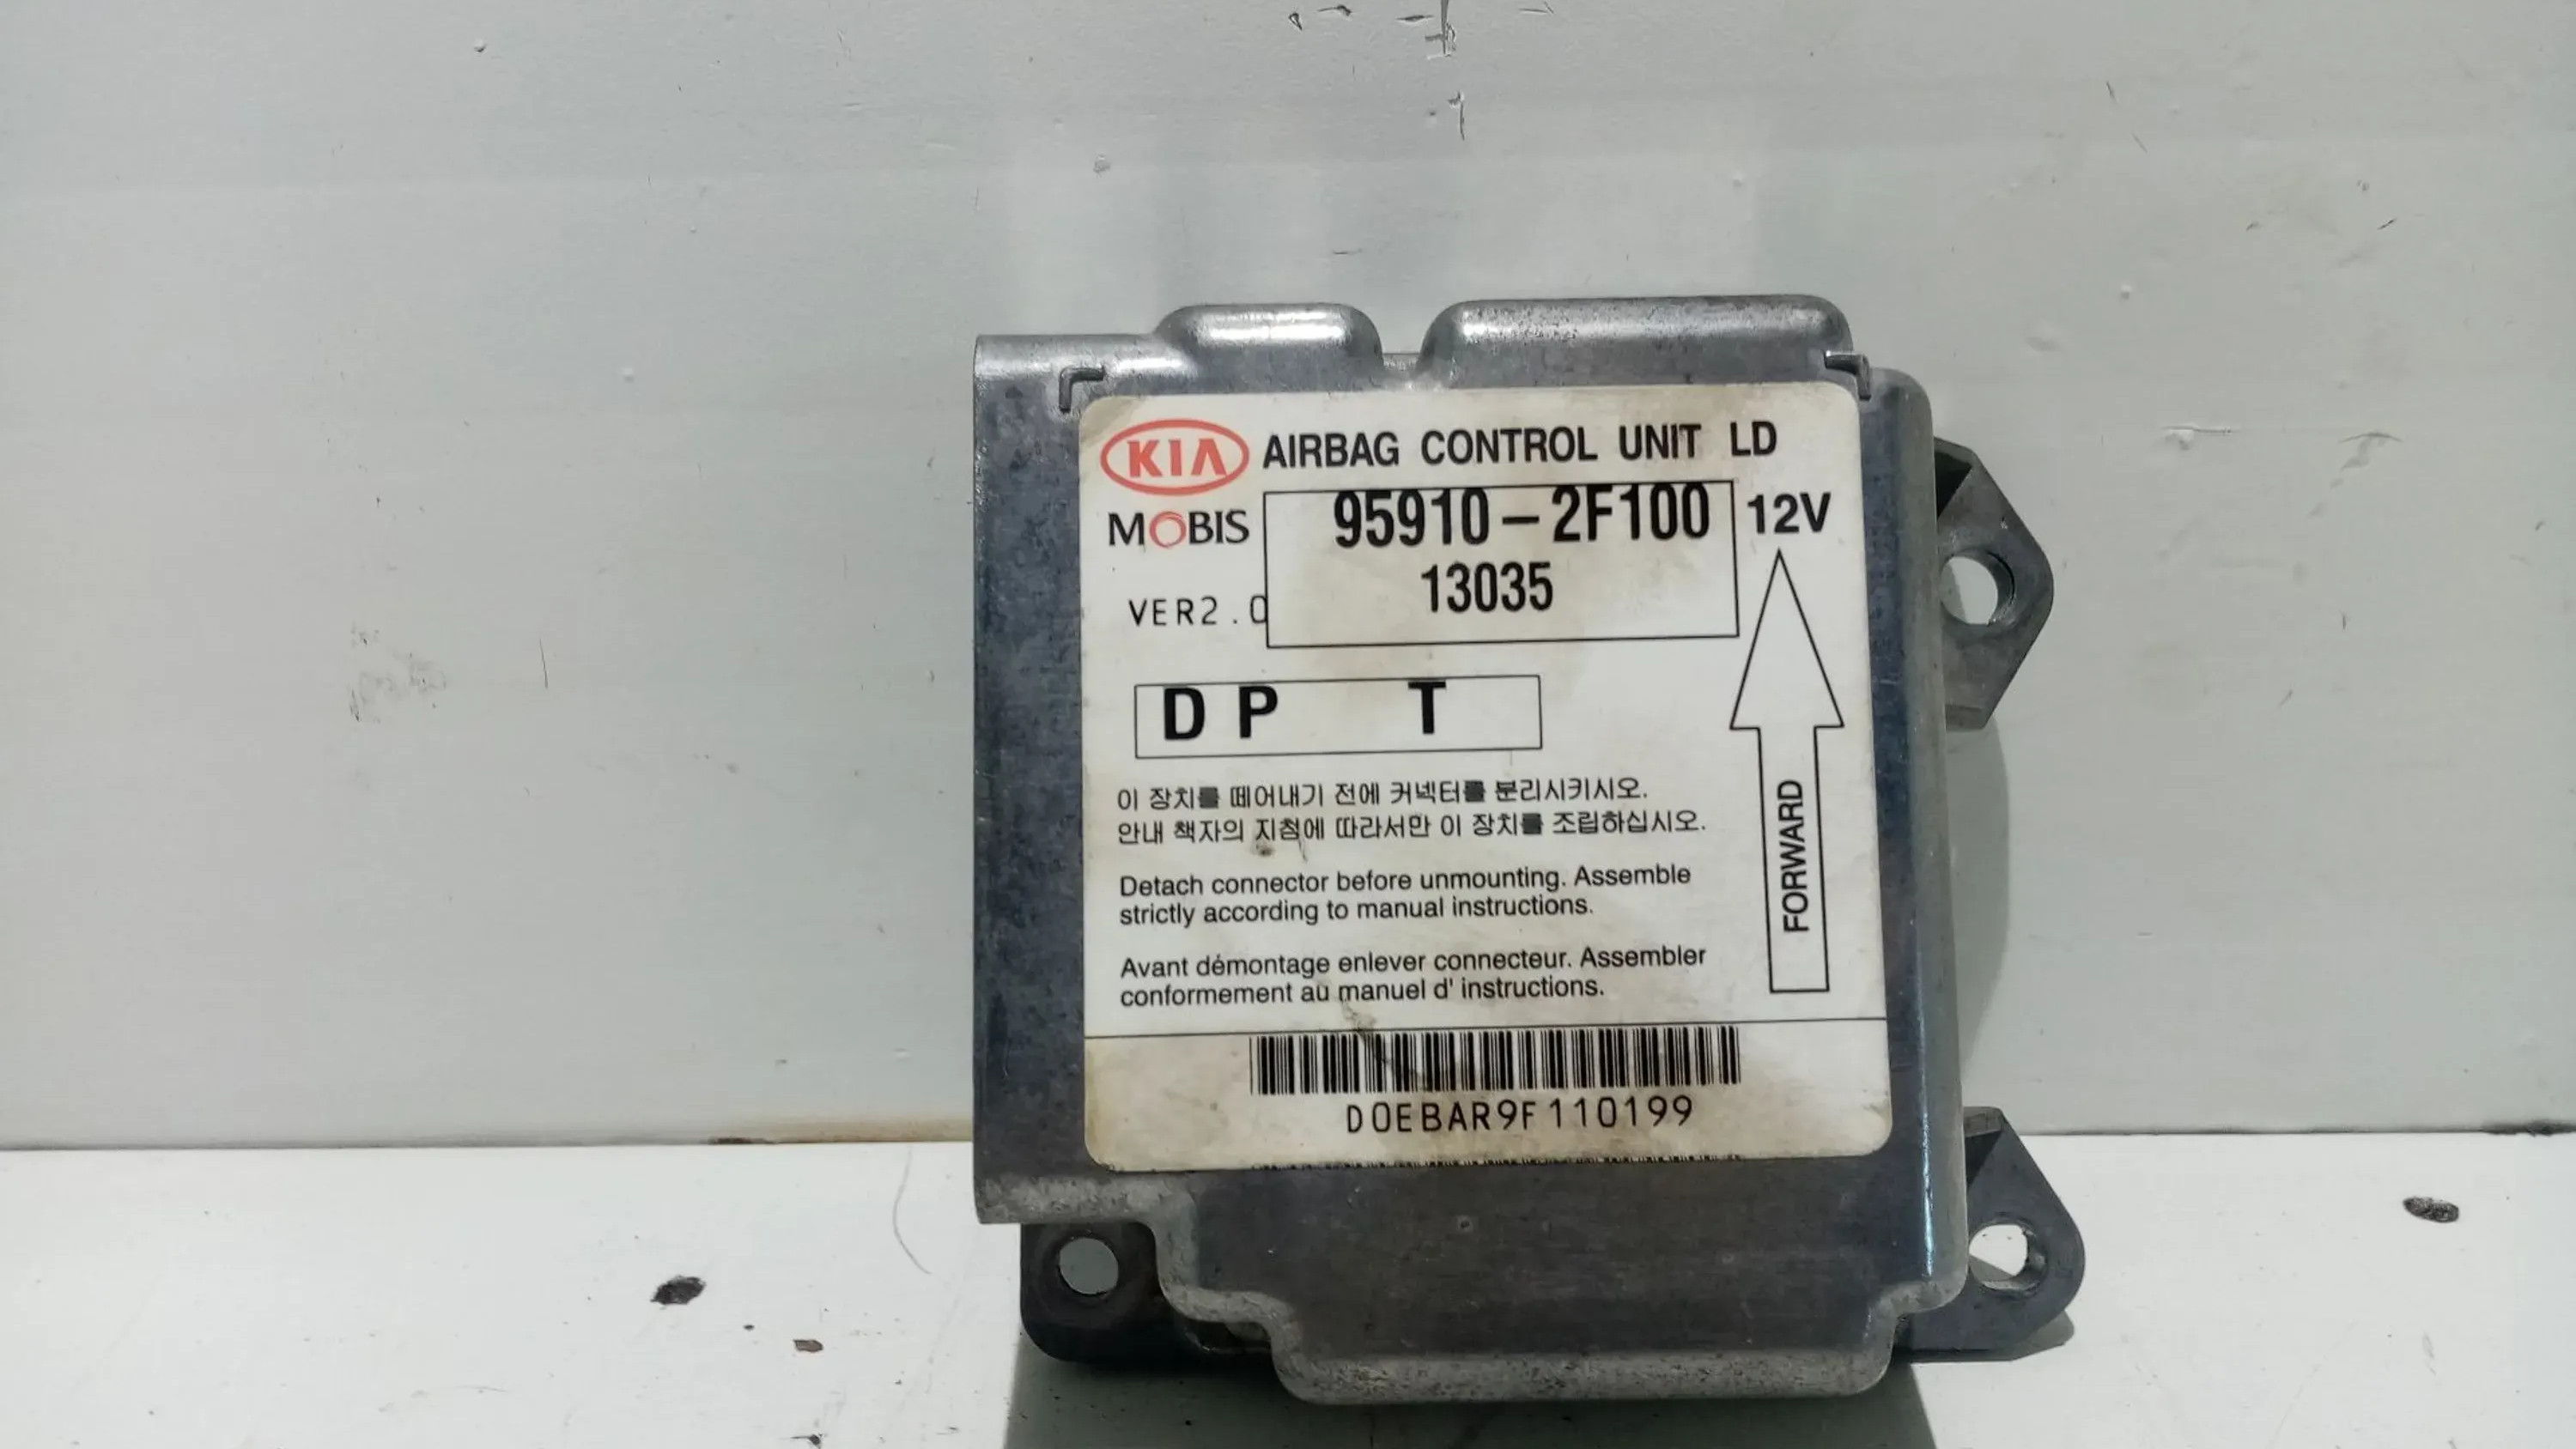 KIA AIRBAG CONTROL UNIT LD
MOBIS 95910-2F100 12V
13035
VER2.0
D P T
이 장치를 떼어내기 전에 커넥터를 분리시키시오.
안내 책자의 지침에 따라서만 이 장치를 조립하십시오.
Detach connector before unmounting. Assemble
strictly according to manual instructions.
Avant démontage enlever connecteur. Assembler
conformement au manuel d' instructions.
FORWARD
D0EBAR9F110199